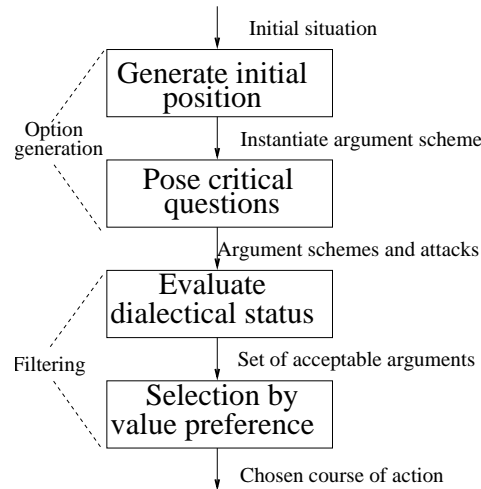 Initial situation
Generate initial
position
Option
generation
Instantiate argument scheme
Pose critical
questions
Argument schemes and attacks
Evaluate
dialectical status
Filtering
Set of acceptable arguments
Selection by
value preference
Chosen course of action